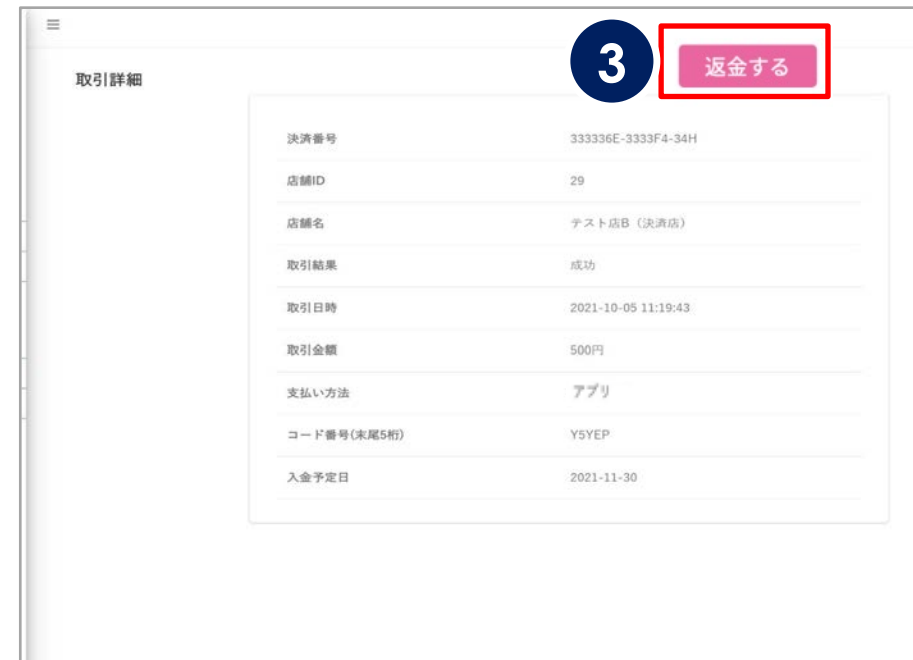 3
返金する
取引詳細
決済番号 333336E-3333F4-34H
店舗ID 29
店舗名 テスト店B（決済店）
取引結果 成功
取引日時 2021-10-05 11:19:43
取引金額 500円
支払い方法 アプリ
コード番号(末尾5桁) Y5YEP
入金予定日 2021-11-30